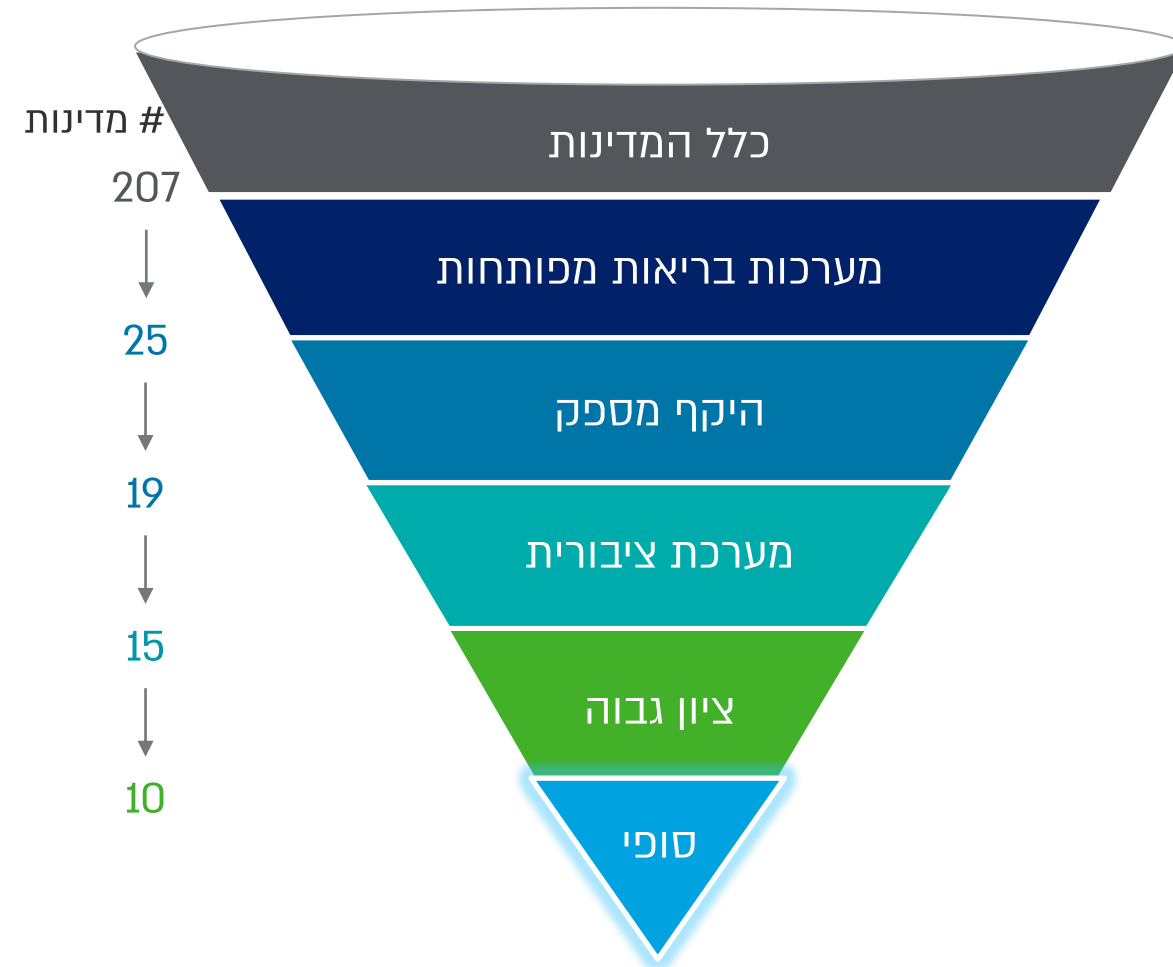 # מדינות
כלל המדינות
207
מערכות בריאות מפותחות
25
היקף מספק
19
מערכת ציבורית
15
ציון גבוה
10
סופי